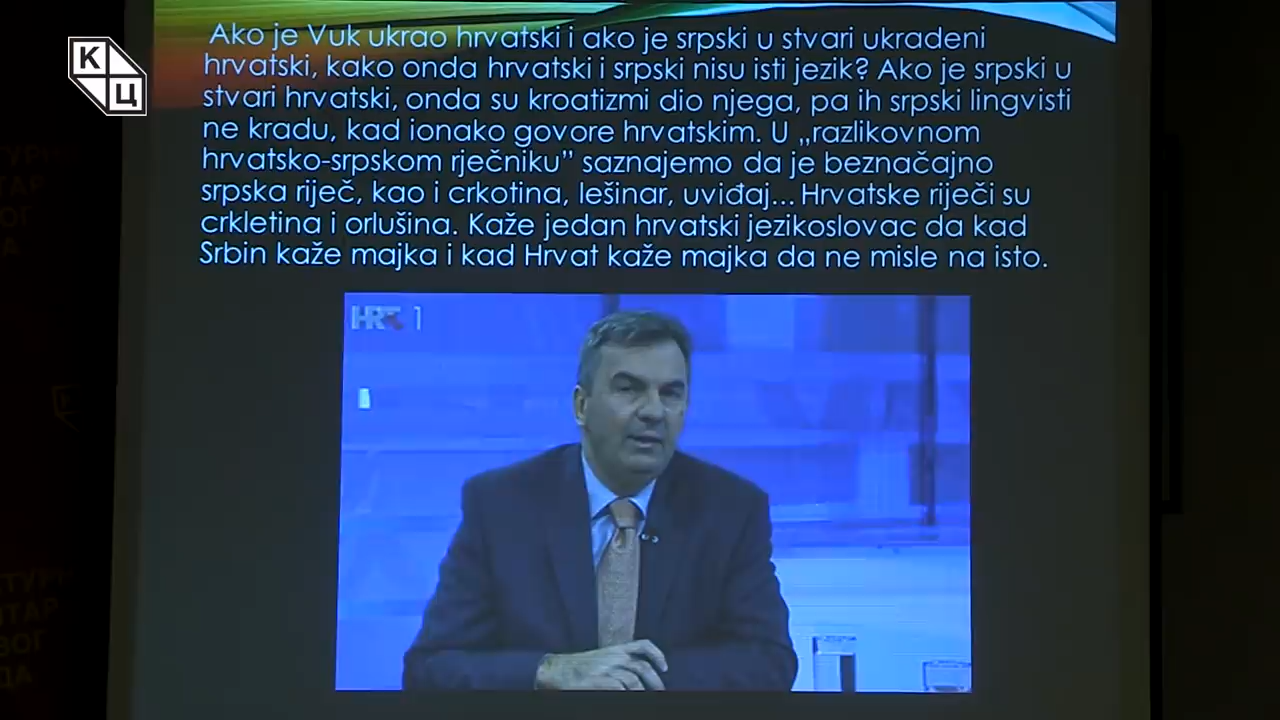 К
Ц
Ako je Vuk ukrao hrvatski i ako je srpski u stvari ukradeni
hrvatski, kako onda hrvatski i srpski nisu isti jezik? Ako je srpski u
stvari hrvatski, onda su kroatizmi dio njega, pa ih srpski lingvisti
ne kradu, kad ionako govore hrvatskim. U „razlikovnom
hrvatsko-srpskom rječniku” saznajemo da je beznačajno
srpska riječ, kao i crkotina, lešinar, uviđaj... Hrvatske riječi su
crkletina i orlušina. Kaže jedan hrvatski jezikoslovac da kad
Srbin kaže majka i kad Hrvat kaže majka da ne misle na isto.
HRT 1